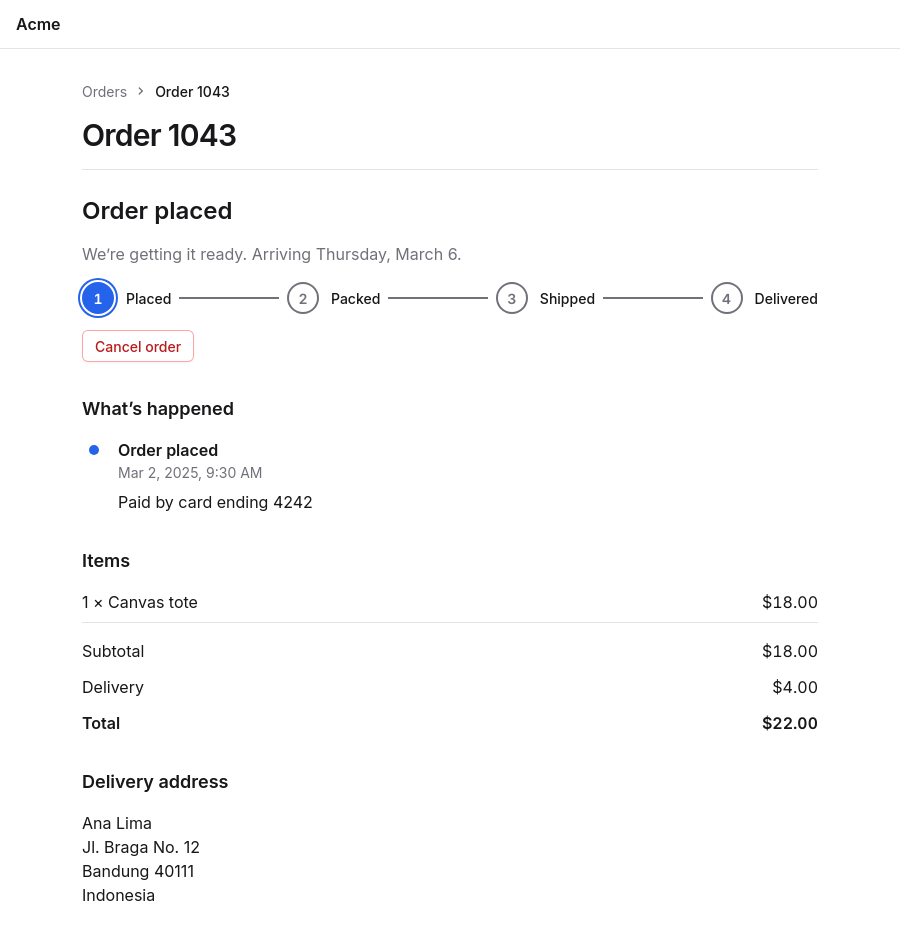 Acme
Orders > Order 1043
Order 1043
Order placed
We’re getting it ready. Arriving Thursday, March 6.
1 Placed 2 Packed 3 Shipped 4 Delivered
Cancel order
What’s happened
Order placed
Mar 2, 2025, 9:30 AM
Paid by card ending 4242
Items
1 × Canvas tote $18.00
Subtotal $18.00
Delivery $4.00
Total $22.00
Delivery address
Ana Lima
Jl. Braga No. 12
Bandung 40111
Indonesia